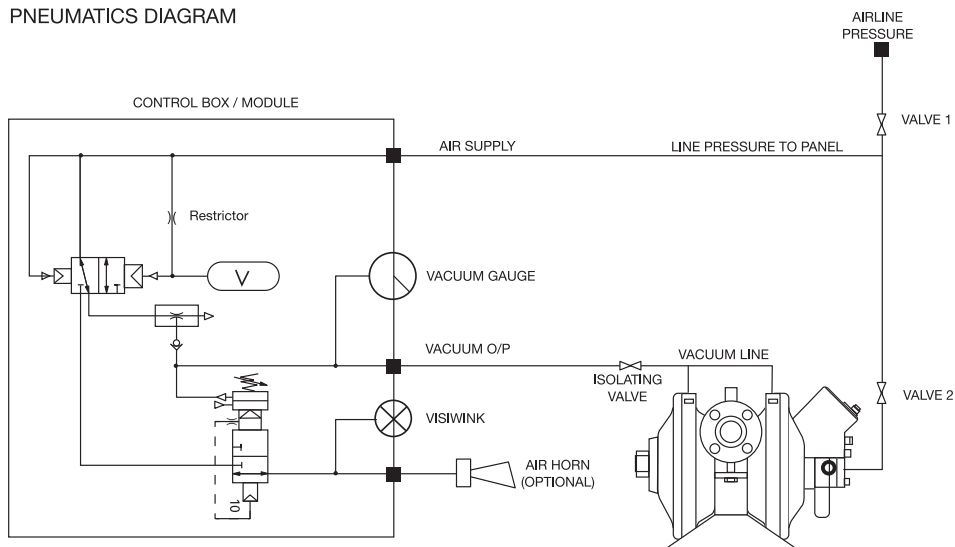 PNEUMATICS DIAGRAM
AIRLINE
PRESSURE
CONTROL BOX / MODULE
VALVE 1
AIR SUPPLY
LINE PRESSURE TO PANEL
Restrictor
V
VACUUM GAUGE
VACUUM O/P
VACUUM LINE
ISOLATING
VALVE
VALVE 2
VISIWINK
AIR HORN
(OPTIONAL)
10